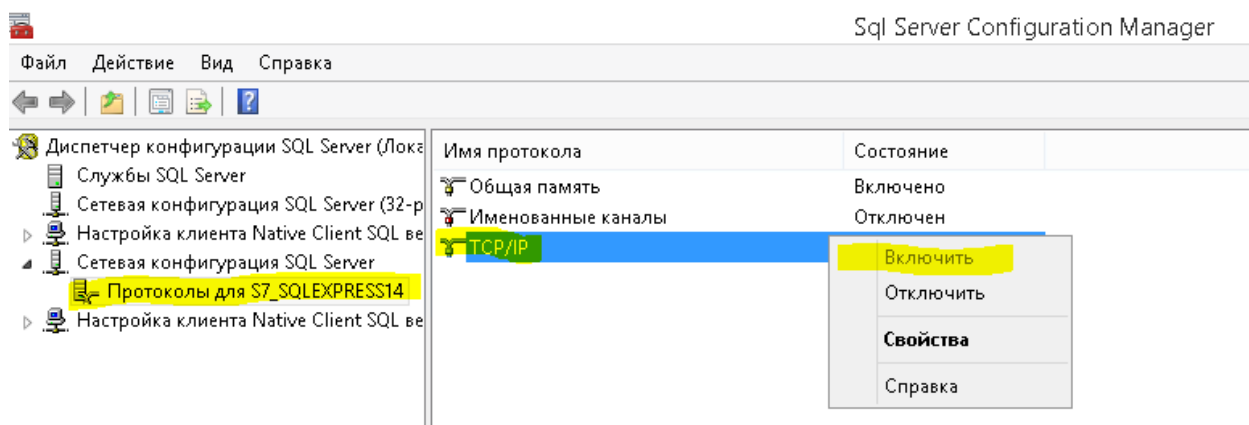 Sql Server Configuration Manager
Файл Действие Вид Справка
Диспетчер конфигурации SQL Server (Лока
Службы SQL Server
Сетевая конфигурация SQL Server (32-р
Настройка клиента Native Client SQL ве
Сетевая конфигурация SQL Server
Протоколы для S7_SQLEXPRESS14
Настройка клиента Native Client SQL ве
Имя протокола Состояние
Общая память Включено
Именованные каналы Отключен
TCP/IP
Включить
Отключить
Свойства
Справка